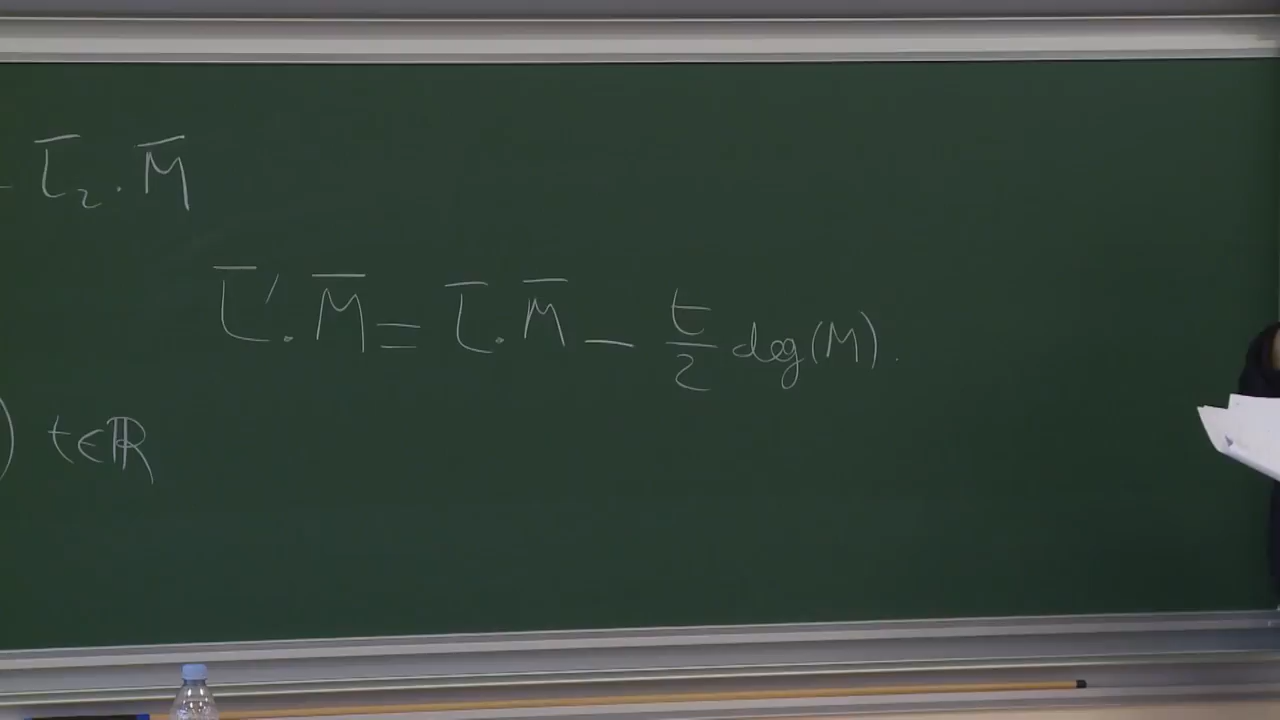 - L̅₂ . M̅
L̅' . M̅ = L̅ . M̅ - t/2 deg(M).
) t∈ℝ